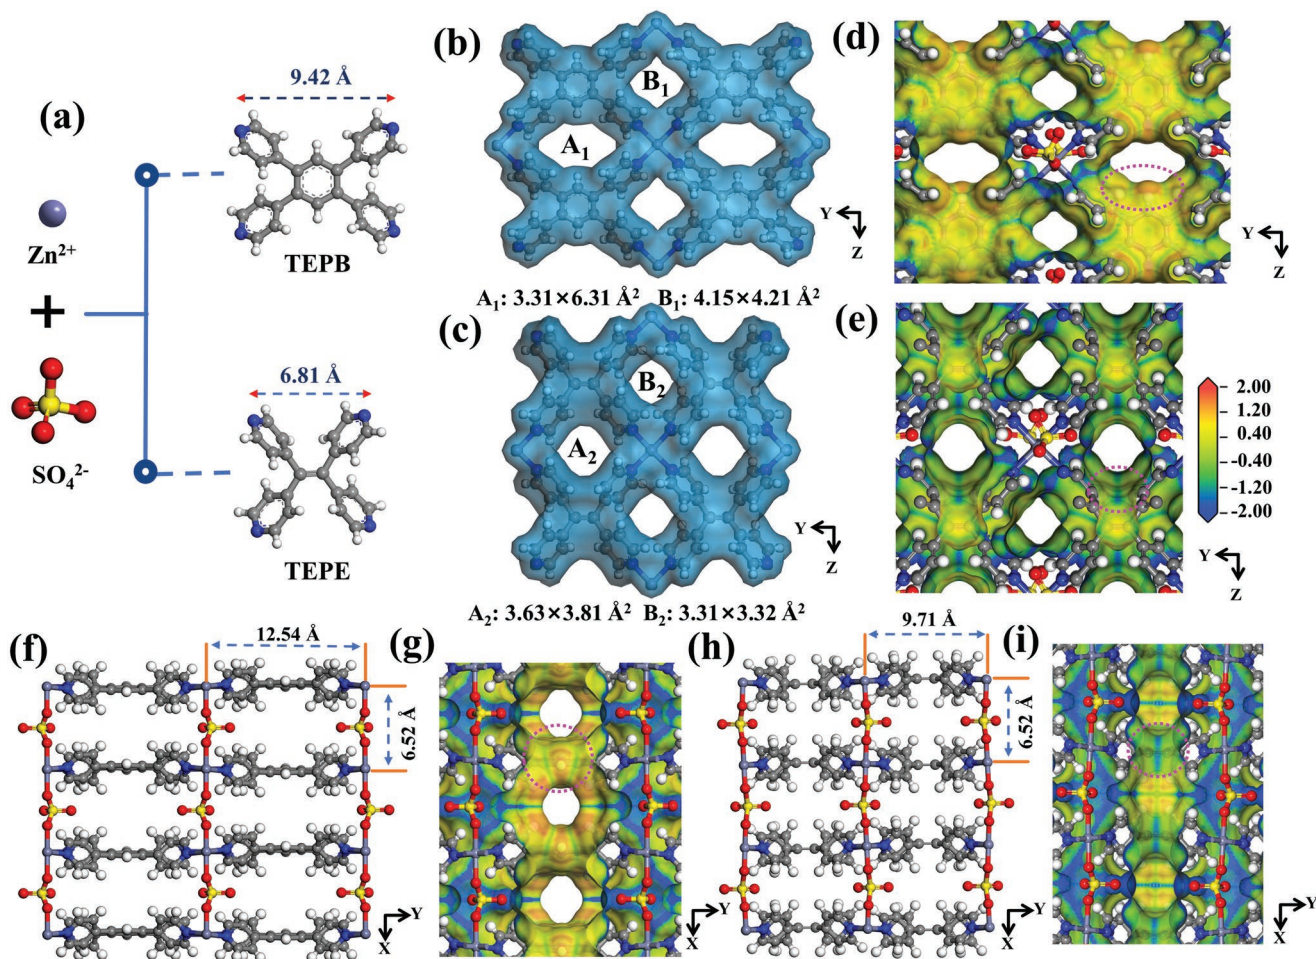 (a)
9.42 Å
TEPB
Zn²⁺
+
SO₄²⁻
6.81 Å
TEPE
(b)
B₁
A₁
Y
Z
A₁: 3.31×6.31 Å² B₁: 4.15×4.21 Å²
(c)
B₂
A₂
Y
Z
A₂: 3.63×3.81 Å² B₂: 3.31×3.32 Å²
(d)
Y
Z
(e)
2.00
1.20
0.40
-0.40
-1.20
-2.00
Y
Z
(f)
12.54 Å
6.52 Å
Y
X
(g)
Y
X
(h)
9.71 Å
6.52 Å
Y
X
(i)
Y
X